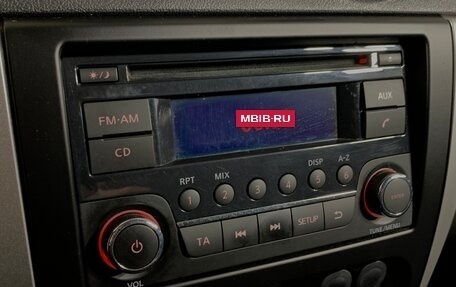 MBIB-RU
FM·AM
AUX
CD
DISP A-Z
RPT MIX
1 2 3 4 5 6
ENTER
TA SETUP
TUNE/MENU
VOL